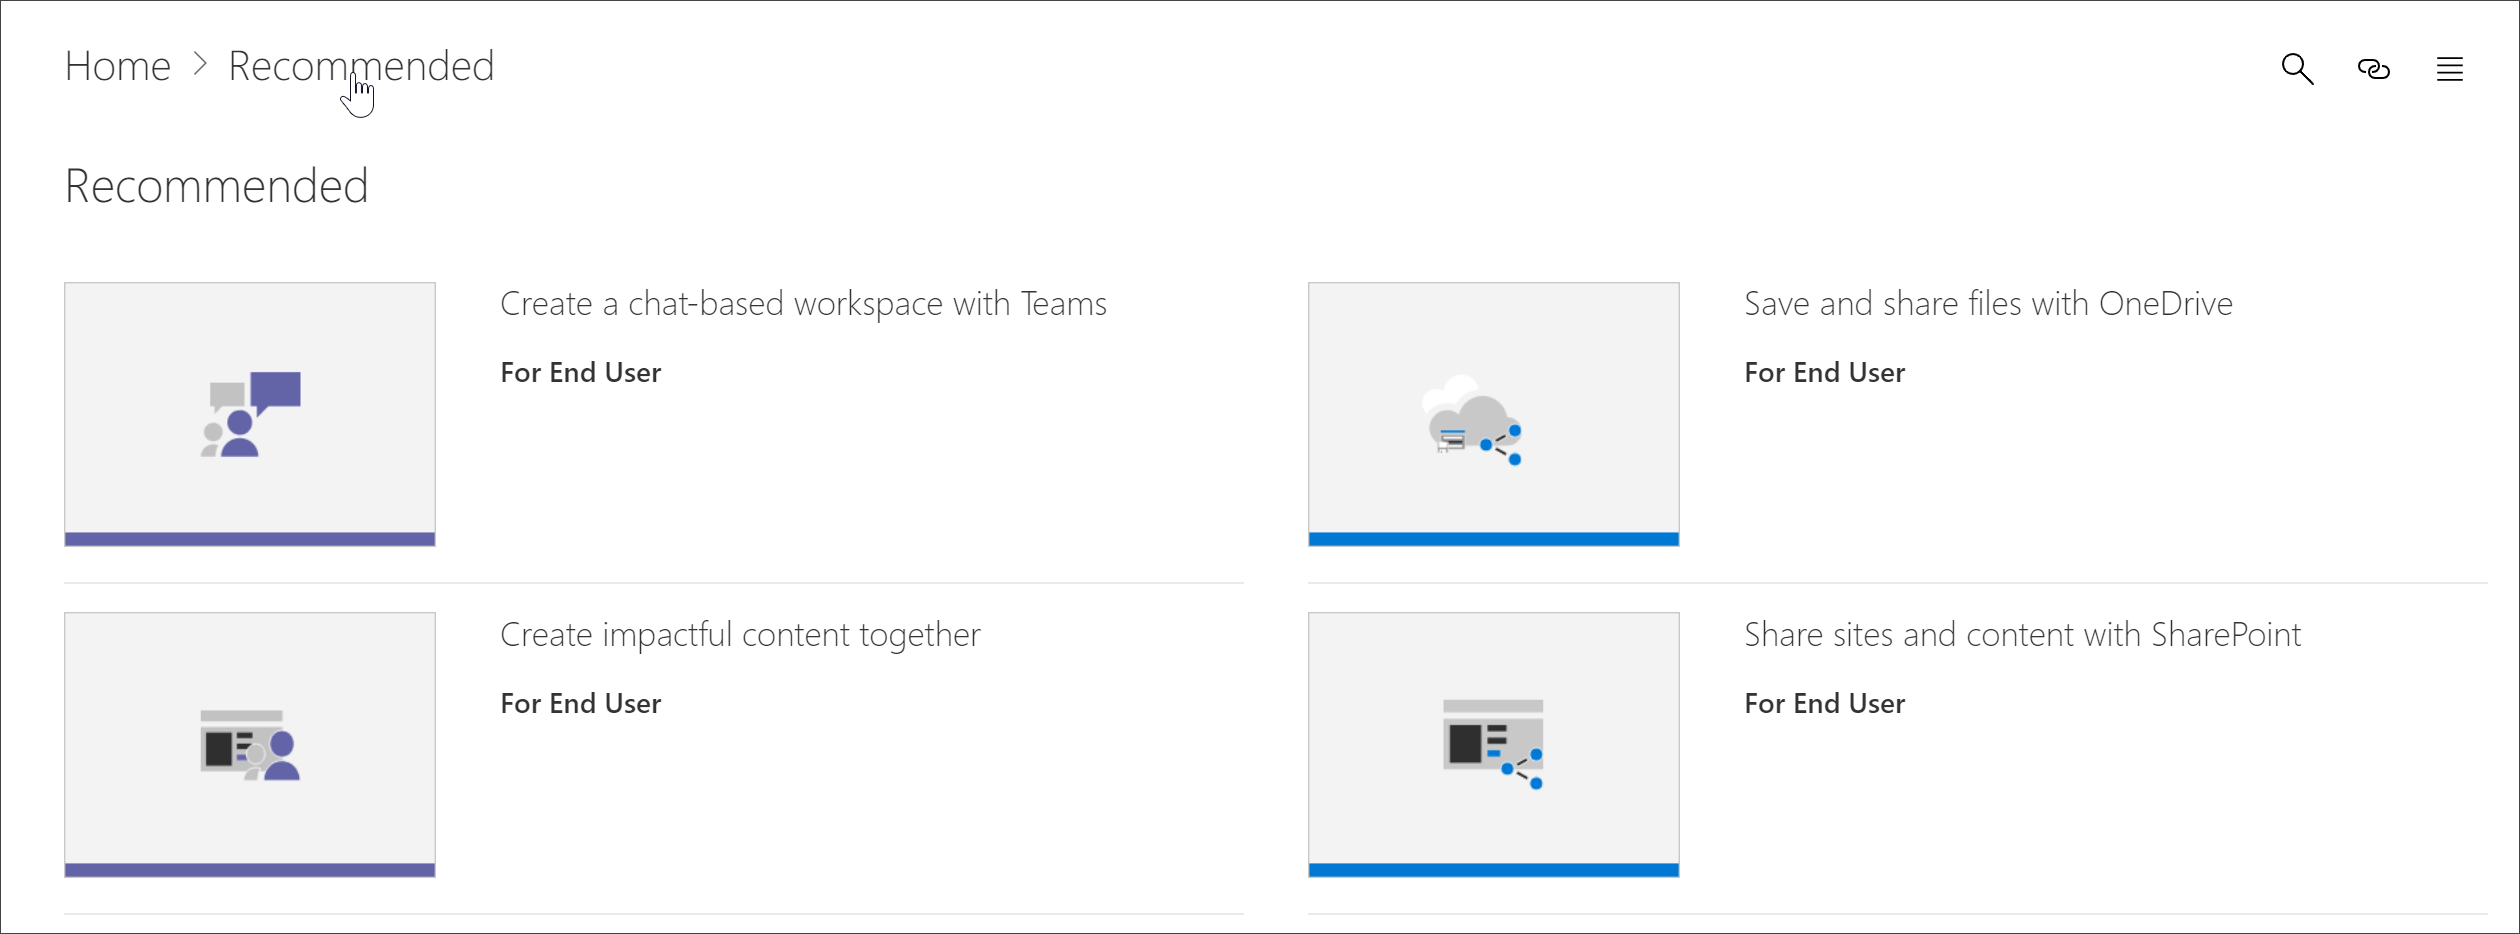 Home > Recommended
Recommended
Create a chat-based workspace with Teams
For End User
Save and share files with OneDrive
For End User
Create impactful content together
For End User
Share sites and content with SharePoint
For End User